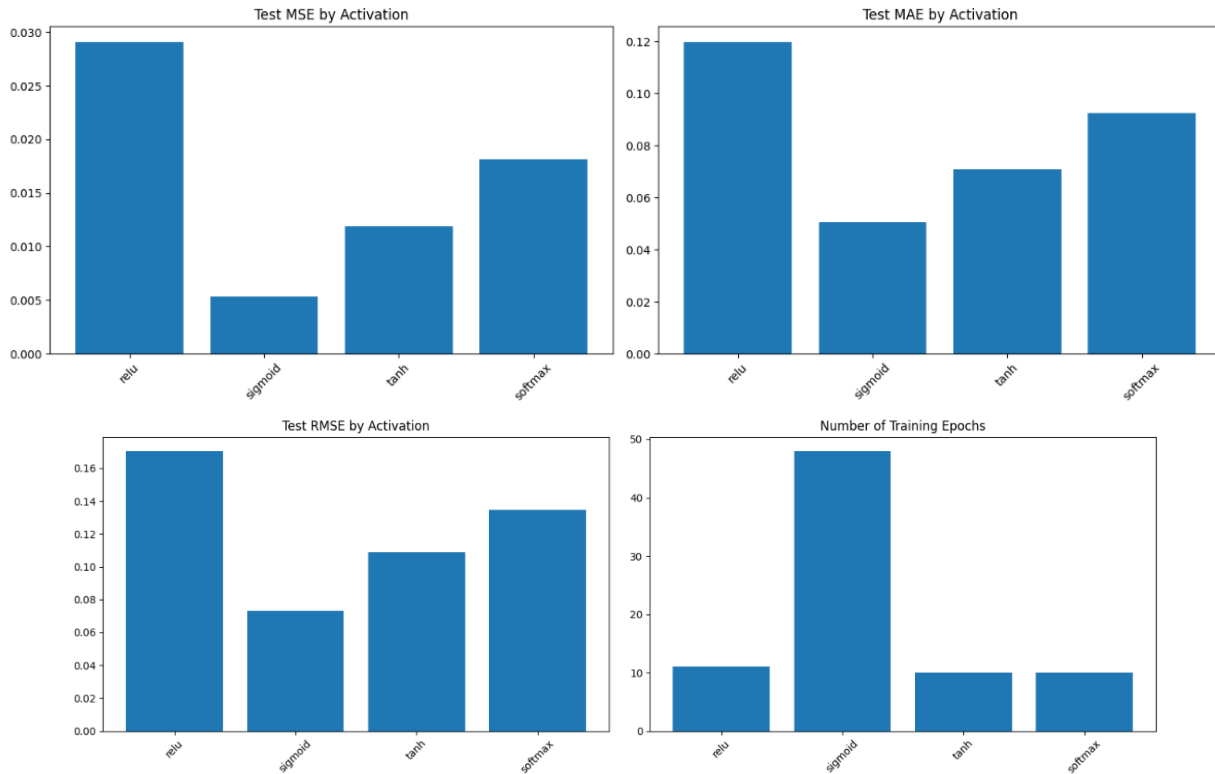 Test MSE by Activation
0.030
0.025
0.020
0.015
0.010
0.005
0.000
relu
sigmoid
tanh
softmax
Test MAE by Activation
0.12
0.10
0.08
0.06
0.04
0.02
0.00
relu
sigmoid
tanh
softmax
Test RMSE by Activation
0.16
0.14
0.12
0.10
0.08
0.06
0.04
0.02
0.00
relu
sigmoid
tanh
softmax
Number of Training Epochs
50
40
30
20
10
0
relu
sigmoid
tanh
softmax